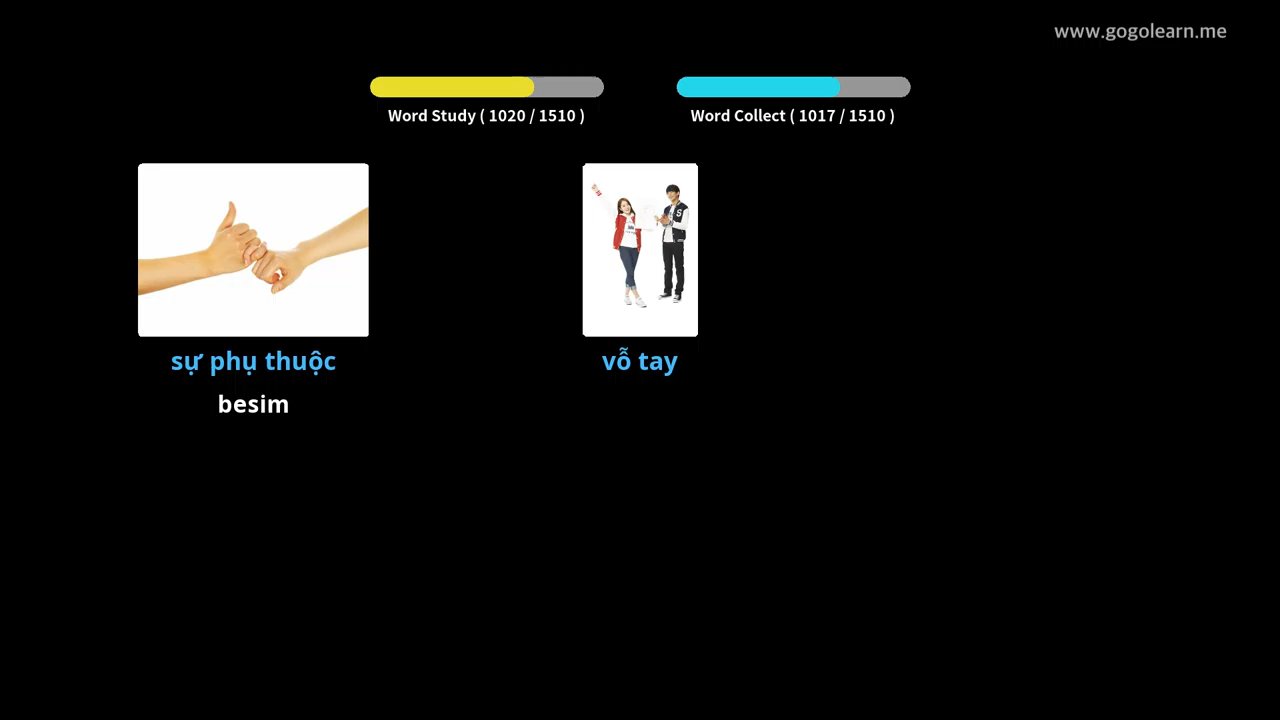 www.gogolearn.me
Word Study ( 1020 / 1510 )
Word Collect ( 1017 / 1510 )
sự phụ thuộc
vỗ tay
besim